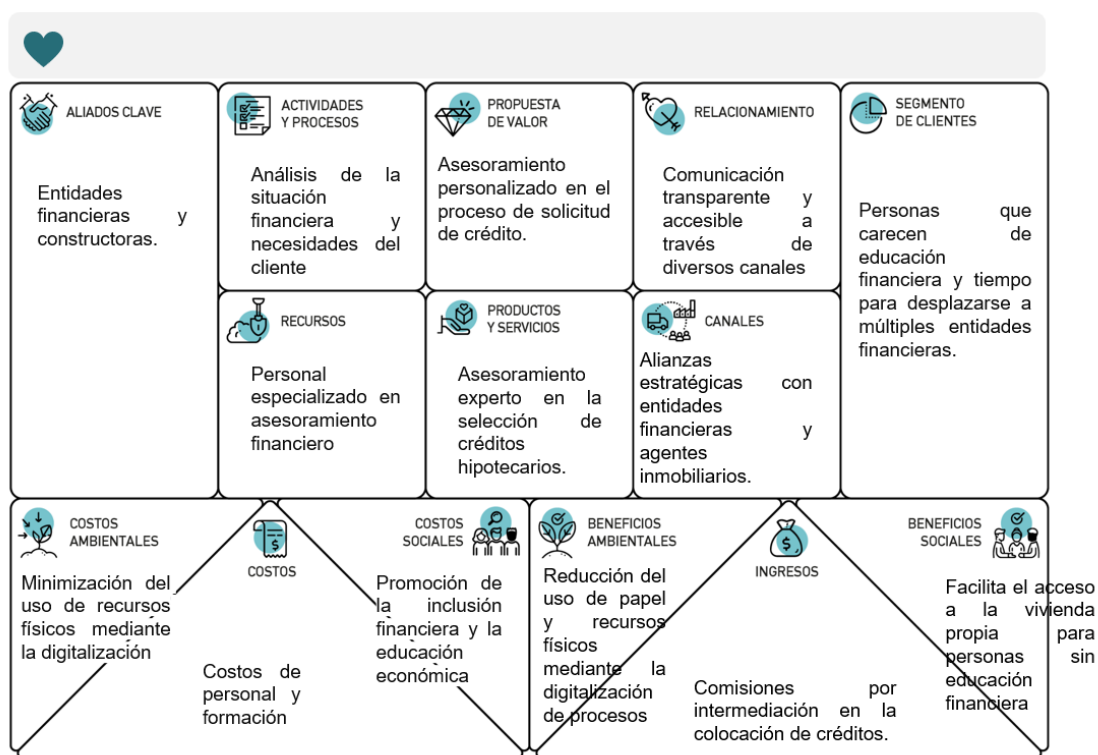 ALIADOS CLAVE
Entidades
financieras y
constructoras.
ACTIVIDADES
Y PROCESOS
Análisis de la
situación
financiera y
necesidades del
cliente
PROPUESTA
DE VALOR
Asesoramiento
personalizado en el
proceso de solicitud
de crédito.
RELACIONAMIENTO
Comunicación
transparente y
accesible a
través de
diversos canales
SEGMENTO
DE CLIENTES
Personas que
carecen de
educación
financiera y tiempo
para desplazarse a
múltiples entidades
financieras.
RECURSOS
Personal
especializado en
asesoramiento
financiero
PRODUCTOS
Y SERVICIOS
Asesoramiento
experto en la
selección de
créditos
hipotecarios.
CANALES
Alianzas
estratégicas con
entidades
financieras y
agentes
inmobiliarios.
COSTOS
AMBIENTALES
Minimización del
uso de recursos
físicos mediante
la digitalización
COSTOS
Costos de
personal y
formación
COSTOS
SOCIALES
Promoción de
la inclusión
financiera y la
educación
económica
BENEFICIOS
AMBIENTALES
Reducción del
uso de papel
y recursos
físicos
mediante la
digitalización
de procesos
INGRESOS
Comisiones por
intermediación en la
colocación de créditos.
BENEFICIOS
SOCIALES
Facilita el acceso
a la vivienda
propia para
personas sin
educación
financiera